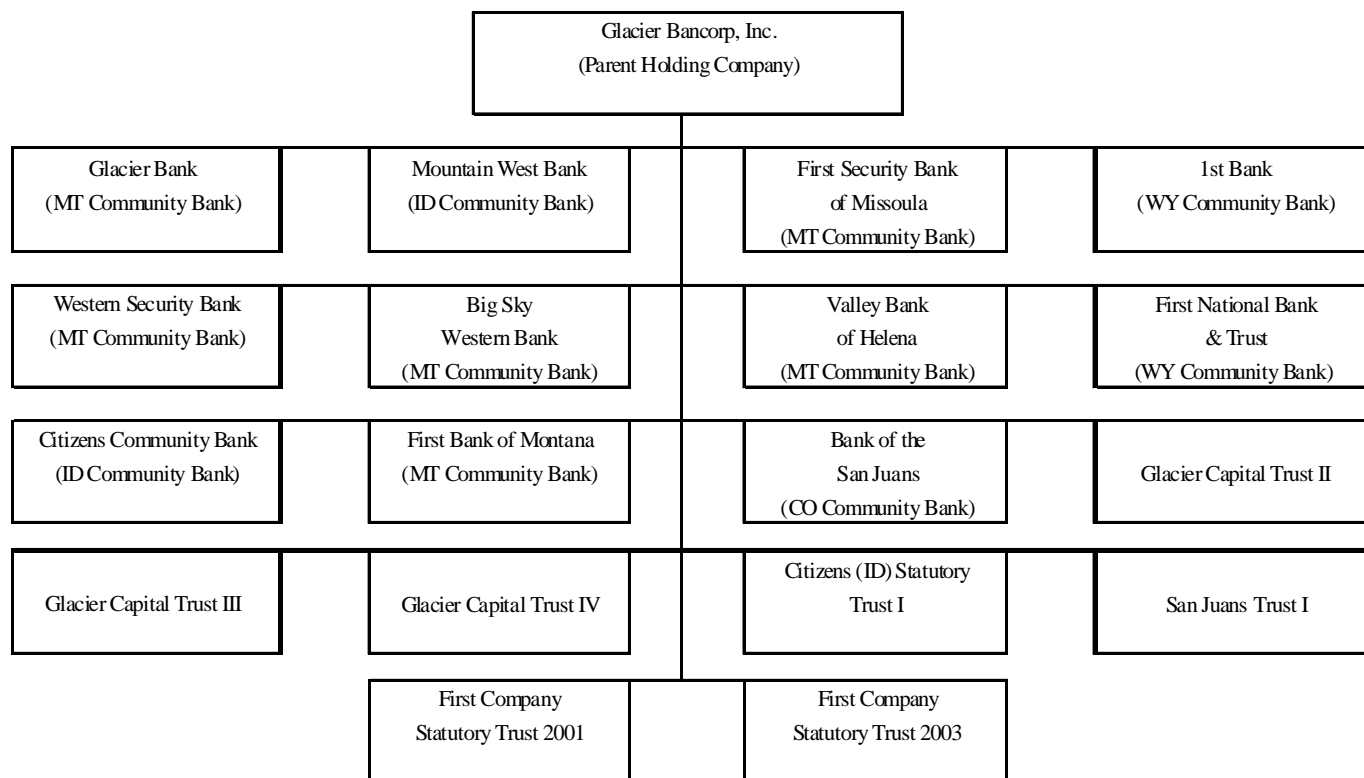 Glacier Bancorp, Inc.
(Parent Holding Company)
Glacier Bank
(MT Community Bank)
Mountain West Bank
(ID Community Bank)
First Security Bank
of Missoula
(MT Community Bank)
1st Bank
(WY Community Bank)
Western Security Bank
(MT Community Bank)
Big Sky
Western Bank
(MT Community Bank)
Valley Bank
of Helena
(MT Community Bank)
First National Bank
& Trust
(WY Community Bank)
Citizens Community Bank
(ID Community Bank)
First Bank of Montana
(MT Community Bank)
Bank of the
San Juans
(CO Community Bank)
Glacier Capital Trust II
Glacier Capital Trust III
Glacier Capital Trust IV
Citizens (ID) Statutory
Trust I
San Juans Trust I
First Company
Statutory Trust 2001
First Company
Statutory Trust 2003